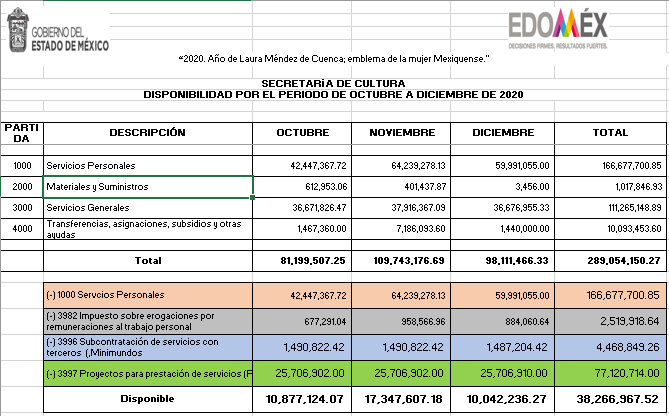 GOBIERNO DEL
ESTADO DE MÉXICO
EDOMÉX
DECISIONES FIRMES, RESULTADOS FUERTES.
“2020. Año de Laura Méndez de Cuenca; emblema de la mujer Mexiquense."
SECRETARÍA DE CULTURA
DISPONIBILIDAD POR EL PERIODO DE OCTUBRE A DICIEMBRE DE 2020
PARTI
DA DESCRIPCIÓN OCTUBRE NOVIEMBRE DICIEMBRE TOTAL
1000 Servicios Personales 42,447,367.72 64,239,278.13 59,991,055.00 166,677,700.85
2000 Materiales y Suministros 612,953.06 401,437.87 3,456.00 1,017,846.93
3000 Servicios Generales 36,671,826.47 37,916,367.09 36,676,955.33 111,265,148.89
4000 Transferencias, asignaciones, subsidios y otras
ayudas 1,467,360.00 7,186,093.60 1,440,000.00 10,093,453.60
Total 81,199,507.25 109,743,176.69 98,111,466.33 289,054,150.27
(-) 1000 Servcios Personales 42,447,367.72 64,239,278.13 59,991,055.00 166,677,700.85
(-) 3982 Impuesto sobre erogaciones por
remuneraciones al trabajo personal 677,291.04 958,566.96 884,060.64 2,519,918.64
(-) 3996 Subcontratación de servicios con
terceros (,Minimundos 1,490,822.42 1,490,822.42 1,487,204.42 4,468,849.26
(-) 3997 Proyectos para prestación de servicios (F 25,706,902.00 25,706,902.00 25,706,910.00 77,120,714.00
Disponible 10,877,124.07 17,347,607.18 10,042,236.27 38,266,967.52